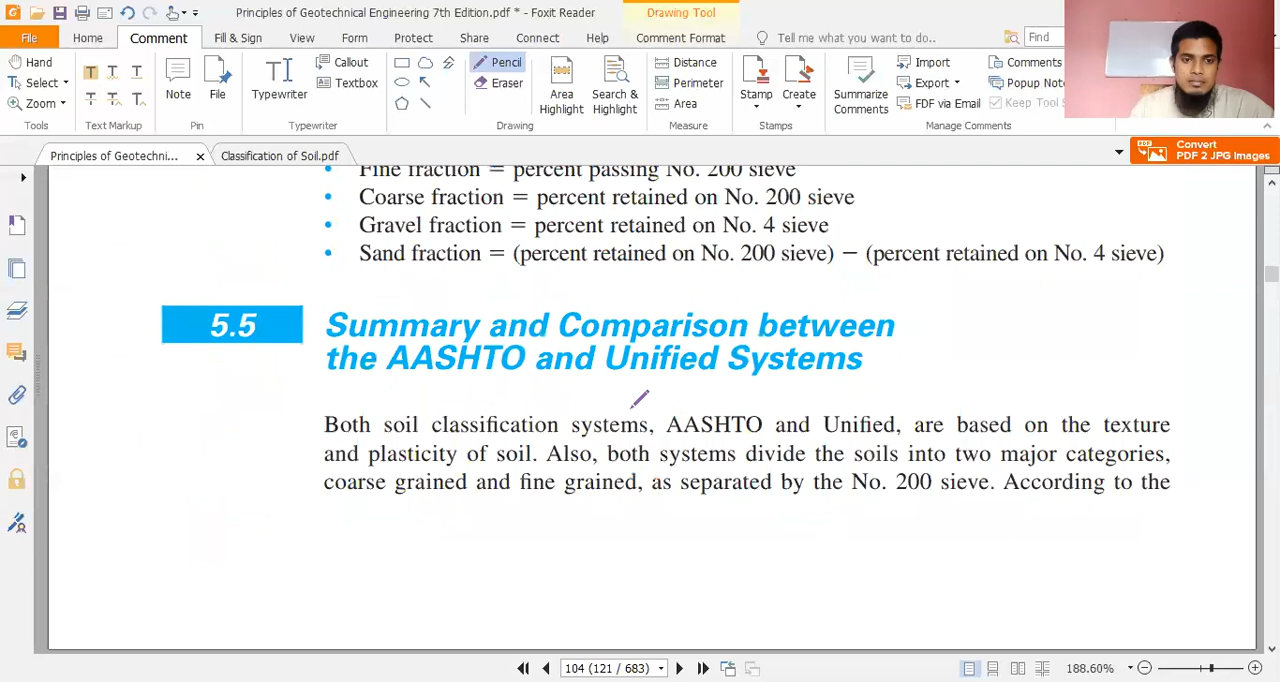 Principles of Geotechnical Engineering 7th Edition.pdf * - Foxit Reader
Drawing Tool
File
Home
Comment
Fill & Sign
View
Form
Protect
Share
Connect
Help
Comment Format
Tell me what you want to do..
Find
Hand
Select
Zoom
Tools
Text Markup
Note
File
Pin
Typewriter
Callout
Textbox
Typewriter
Pencil
Eraser
Area Highlight
Search & Highlight
Drawing
Distance
Perimeter
Area
Measure
Stamp
Create
Stamps
Summarize Comments
Import
Export
FDF via Email
Comments
Popup Note
Keep Tool S
Manage Comments
Principles of Geotechni...
Classification of Soil.pdf
Convert
PDF 2 JPG Images
• Fine fraction = percent passing No. 200 sieve
• Coarse fraction = percent retained on No. 200 sieve
• Gravel fraction = percent retained on No. 4 sieve
• Sand fraction = (percent retained on No. 200 sieve) − (percent retained on No. 4 sieve)
5.5 Summary and Comparison between
the AASHTO and Unified Systems
Both soil classification systems, AASHTO and Unified, are based on the texture
and plasticity of soil. Also, both systems divide the soils into two major categories,
coarse grained and fine grained, as separated by the No. 200 sieve. According to the
104 (121 / 683)
188.60%